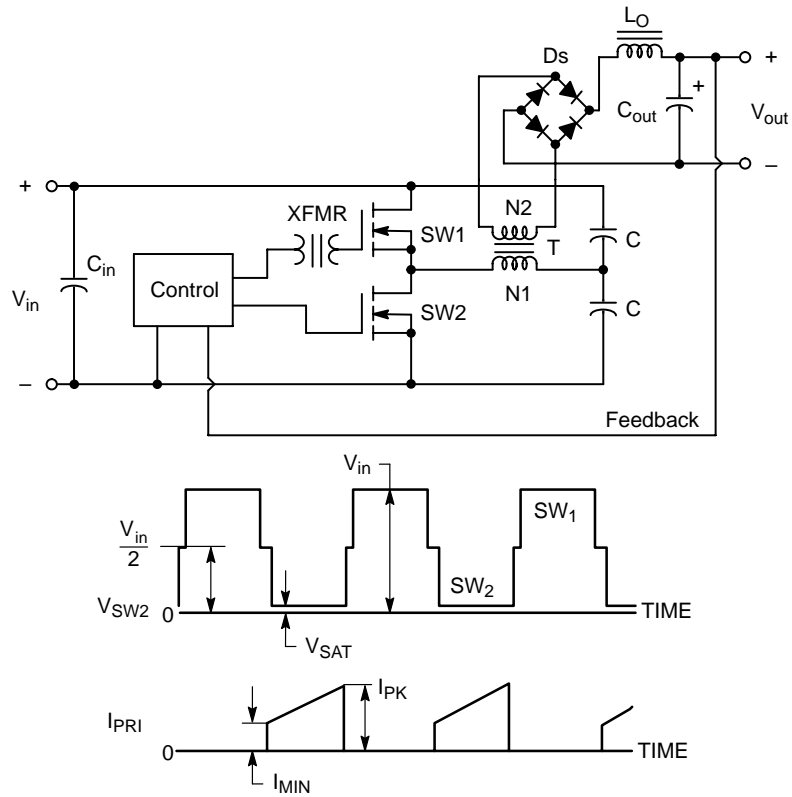 L_O
Ds
+
+
C_out
V_out
–
+
XFMR
N2
SW1
T
C
C_in
Control
V_in
N1
SW2
C
–
Feedback
V_in
SW_1
V_in
2
SW_2
V_SW2
0
TIME
V_SAT
I_PK
I_PRI
0
TIME
I_MIN